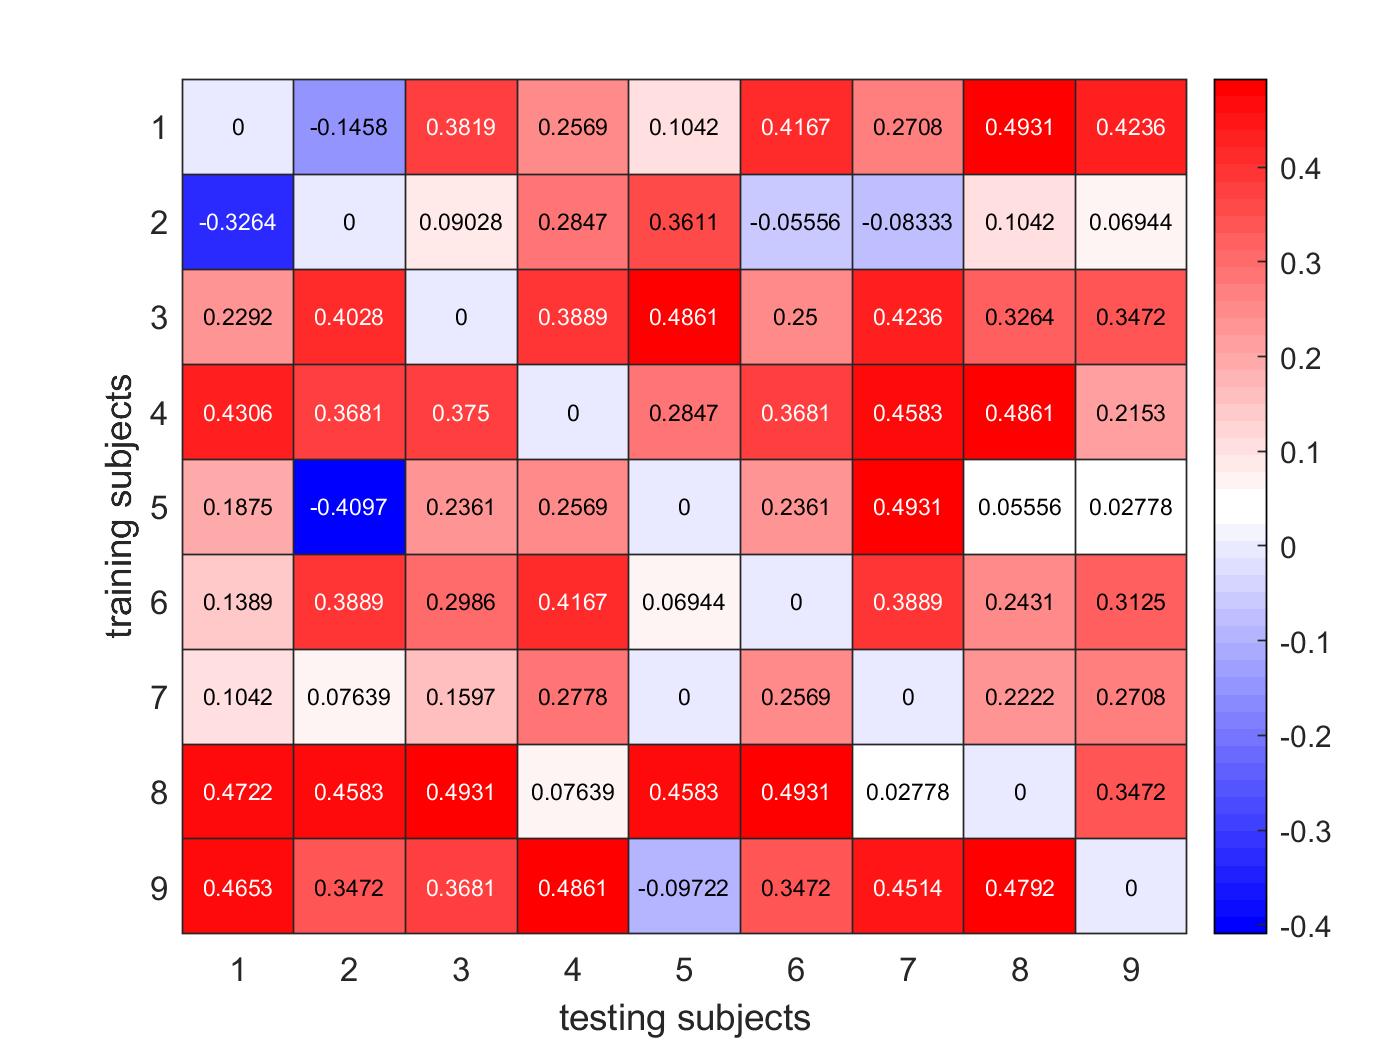 1 0 -0.1458 0.3819 0.2569 0.1042 0.4167 0.2708 0.4931 0.4236
0.4
2 -0.3264 0 0.09028 0.2847 0.3611 -0.05556 -0.08333 0.1042 0.06944
0.3
3 0.2292 0.4028 0 0.3889 0.4861 0.25 0.4236 0.3264 0.3472
0.2
4 0.4306 0.3681 0.375 0 0.2847 0.3681 0.4583 0.4861 0.2153
0.1
training subjects
5 0.1875 -0.4097 0.2361 0.2569 0 0.2361 0.4931 0.05556 0.02778
0
6 0.1389 0.3889 0.2986 0.4167 0.06944 0 0.3889 0.2431 0.3125
-0.1
7 0.1042 0.07639 0.1597 0.2778 0 0.2569 0 0.2222 0.2708
-0.2
8 0.4722 0.4583 0.4931 0.07639 0.4583 0.4931 0.02778 0 0.3472
-0.3
9 0.4653 0.3472 0.3681 0.4861 -0.09722 0.3472 0.4514 0.4792 0
-0.4
1 2 3 4 5 6 7 8 9
testing subjects